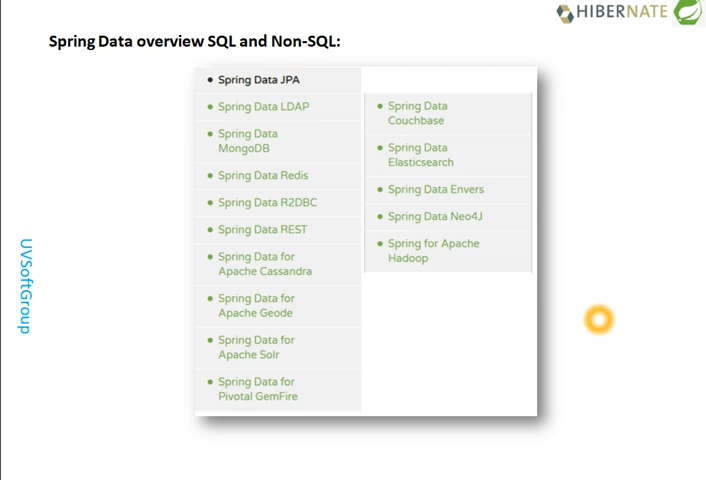 HIBERNATE
Spring Data overview SQL and Non-SQL:
Spring Data JPA
Spring Data LDAP
Spring Data
MongoDB
Spring Data Redis
Spring Data R2DBC
Spring Data REST
Spring Data for
Apache Cassandra
Spring Data for
Apache Geode
Spring Data for
Apache Solr
Spring Data for
Pivotal GemFire
Spring Data
Couchbase
Spring Data
Elasticsearch
Spring Data Envers
Spring Data Neo4J
Spring for Apache
Hadoop
UVSoftGroup